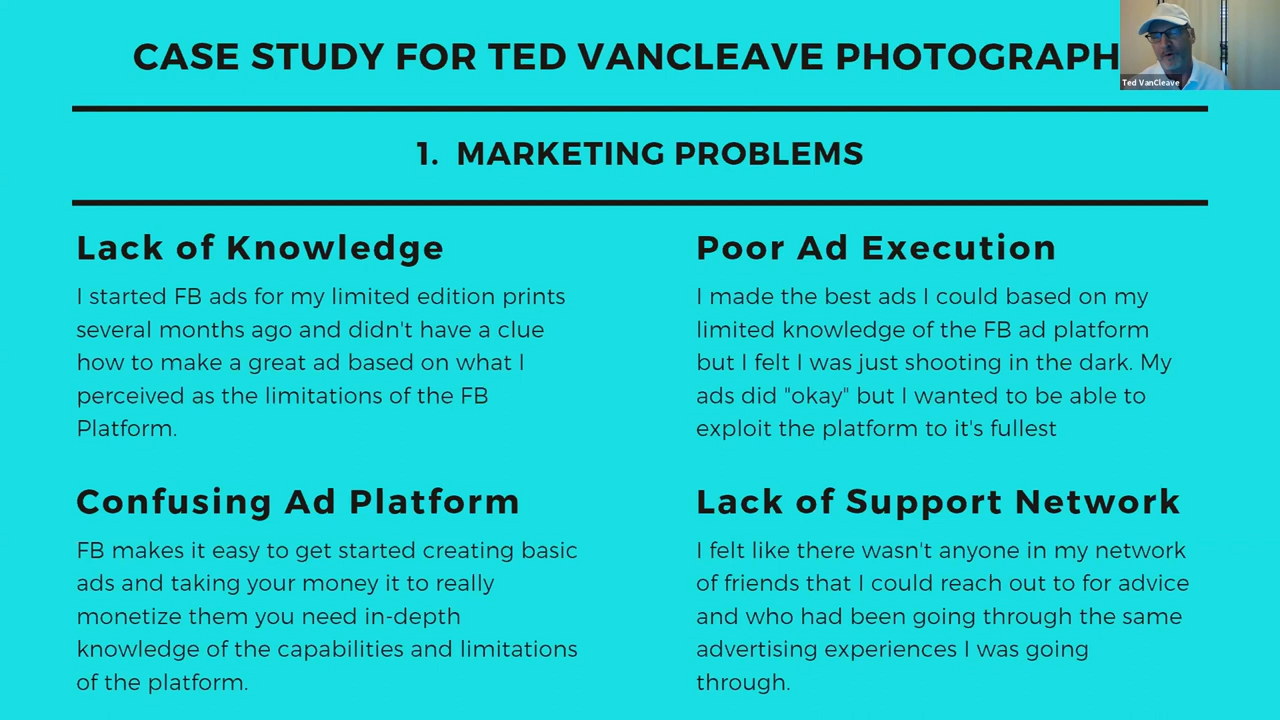 CASE STUDY FOR TED VANCLEAVE PHOTOGRAPH
Ted VanCleave
1. MARKETING PROBLEMS
Lack of Knowledge
I started FB ads for my limited edition prints
several months ago and didn't have a clue
how to make a great ad based on what I
perceived as the limitations of the FB
Platform.
Poor Ad Execution
I made the best ads I could based on my
limited knowledge of the FB ad platform
but I felt I was just shooting in the dark. My
ads did "okay" but I wanted to be able to
exploit the platform to it's fullest
Confusing Ad Platform
FB makes it easy to get started creating basic
ads and taking your money it to really
monetize them you need in-depth
knowledge of the capabilities and limitations
of the platform.
Lack of Support Network
I felt like there wasn't anyone in my network
of friends that I could reach out to for advice
and who had been going through the same
advertising experiences I was going
through.